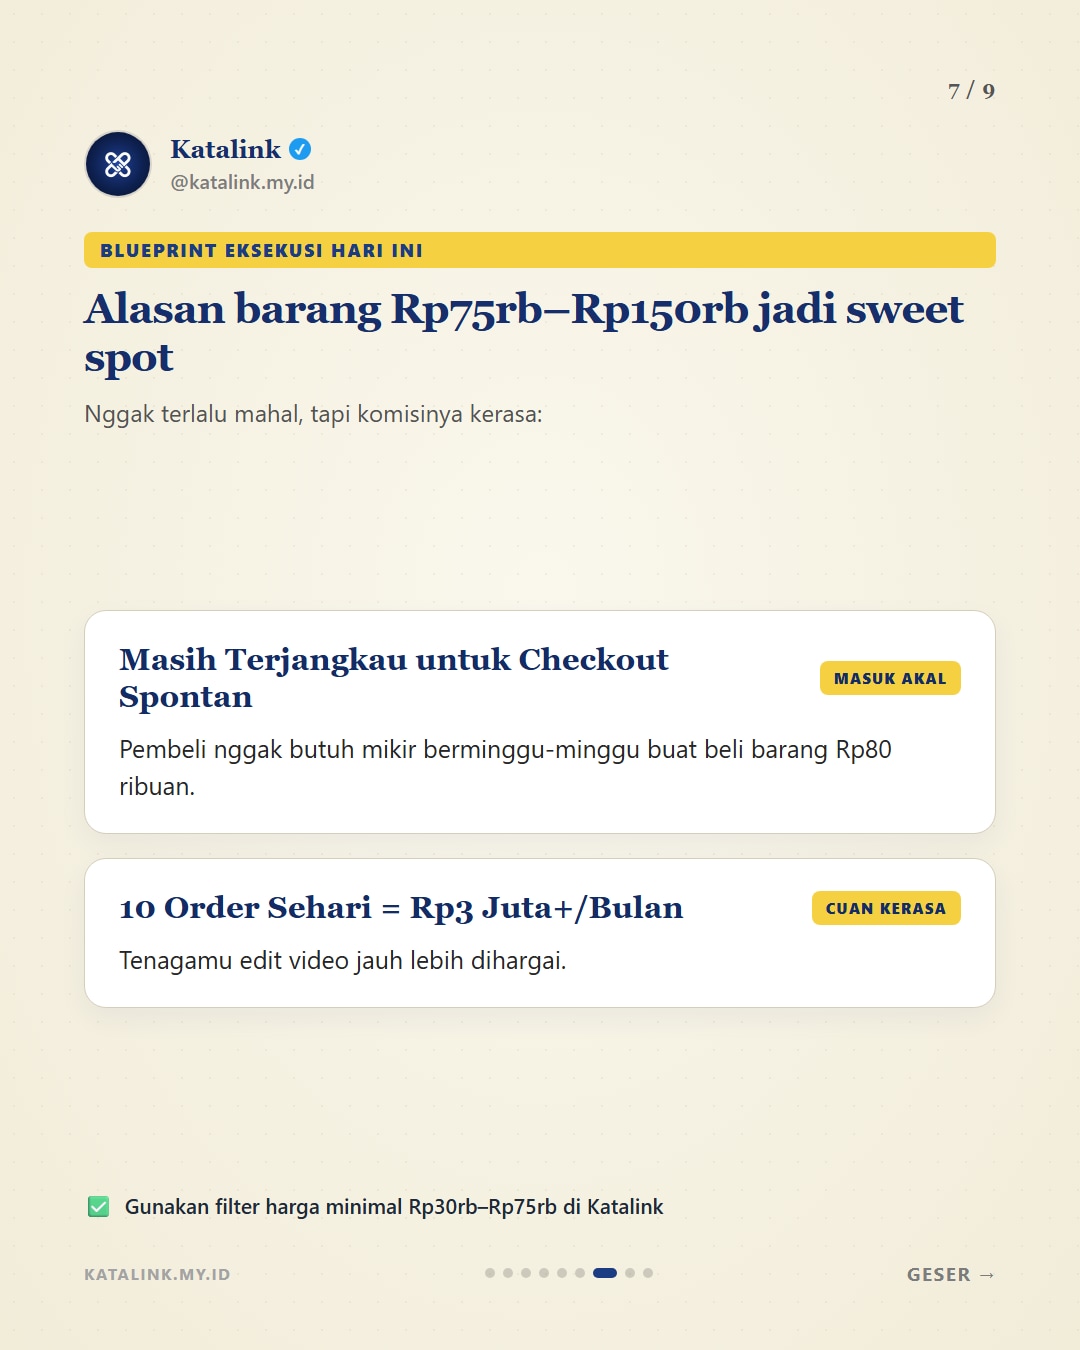 7 / 9
Katalink
@katalink.my.id
BLUEPRINT EKSEKUSI HARI INI
Alasan barang Rp75rb–Rp150rb jadi sweet
spot
Nggak terlalu mahal, tapi komisinya kerasa:
Masih Terjangkau untuk Checkout
Spontan
MASUK AKAL
Pembeli nggak butuh mikir berminggu-minggu buat beli barang Rp80
ribuan.
10 Order Sehari = Rp3 Juta+/Bulan
CUAN KERASA
Tenagamu edit video jauh lebih dihargai.
✅ Gunakan filter harga minimal Rp30rb–Rp75rb di Katalink
KATALINK.MY.ID
GESER →